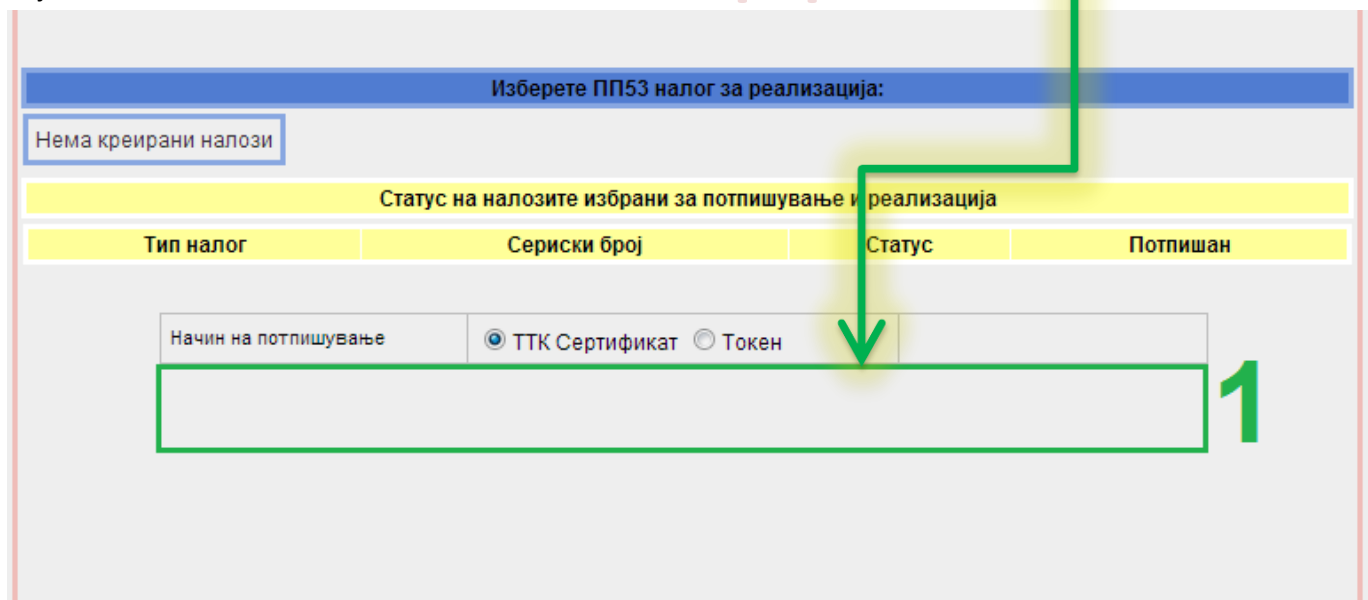 Изберете ПП53 налог за реализација:
Нема креирани налози
Статус на налозите избрани за потпишување и реализација
Тип налог Сериски број Статус Потпишан
Начин на потпишување ТТК Сертификат Токен
1